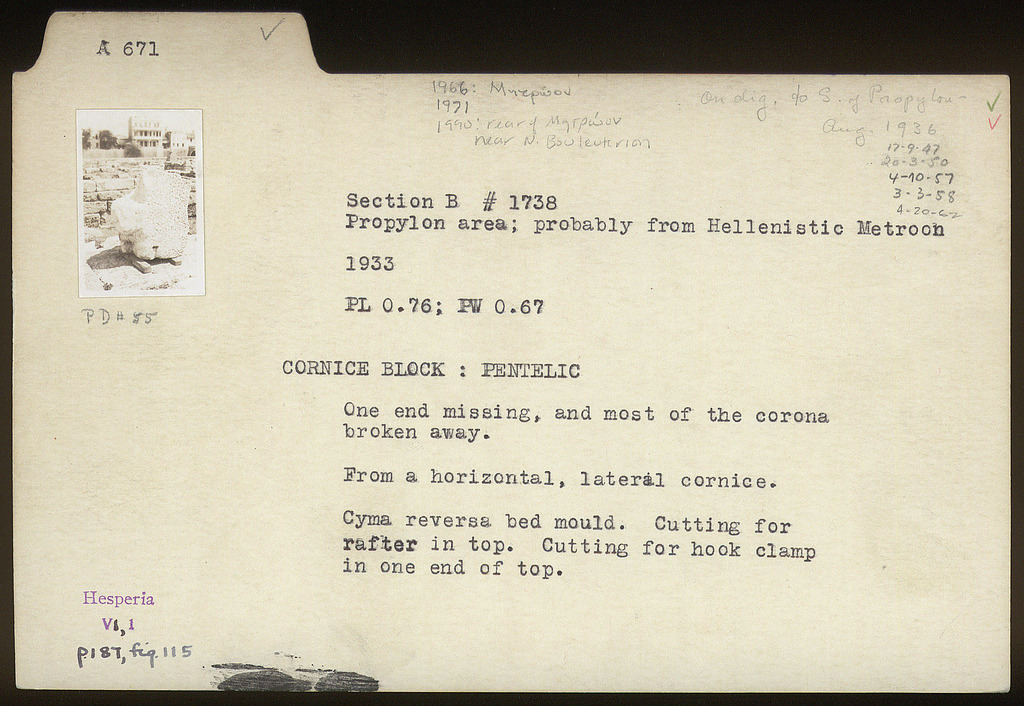 A 671
1966: Μητρῷον
1971
1990: rear of Μητρῷον
near N. Bouleuterion
On dig, to S. of Propylon -
Aug. 1936
17-9-47
20-3-50
4-10-57
3-3-58
4-20-62
Section B # 1738
Propylon area; probably from Hellenistic Metroon
1933
PL 0.76; PW 0.67
PD# 55
CORNICE BLOCK : PENTELIC
One end missing, and most of the corona
broken away.
From a horizontal, lateral cornice.
Cyma reversa bed mould. Cutting for
rafter in top. Cutting for hook clamp
in one end of top.
Hesperia
VI, 1
p187, fig. 115